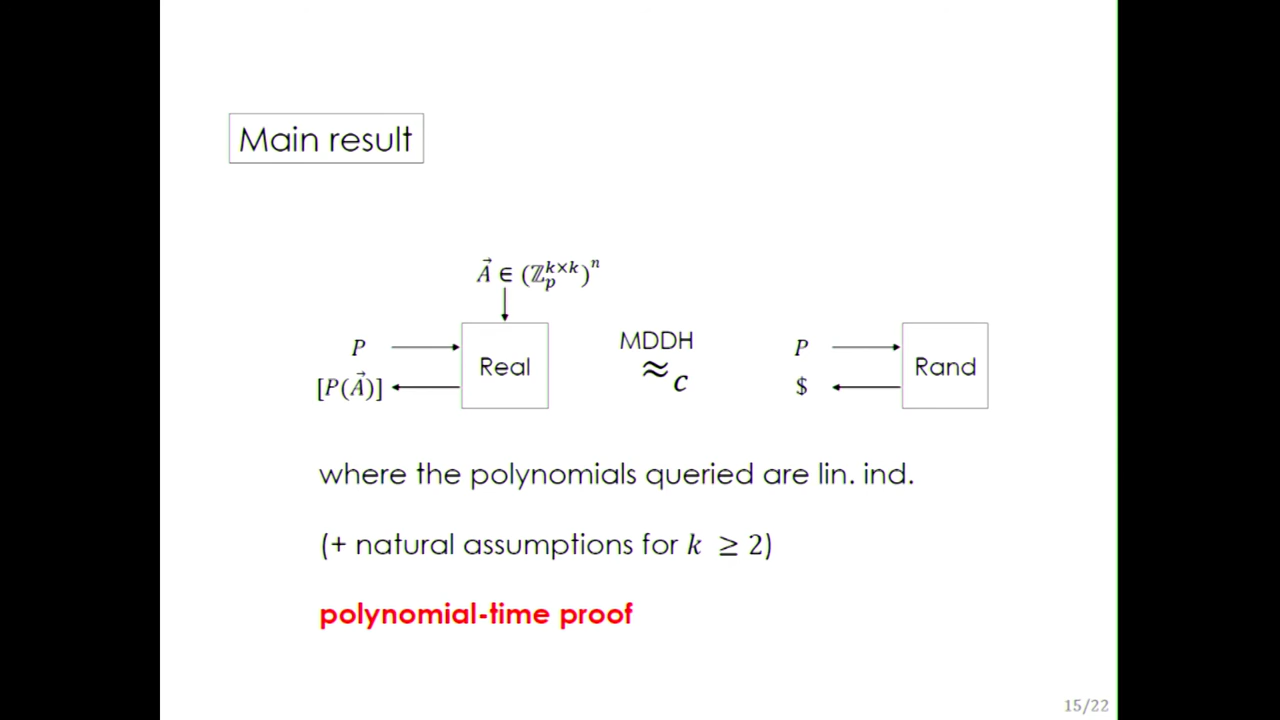 Main result
A⃗ ∈ (ℤ_p^{k×k})^n
P
Real
[P(A⃗)]
MDDH
≈_c
P
Rand
$
where the polynomials queried are lin. ind.
(+ natural assumptions for k ≥ 2)
polynomial-time proof
15/22